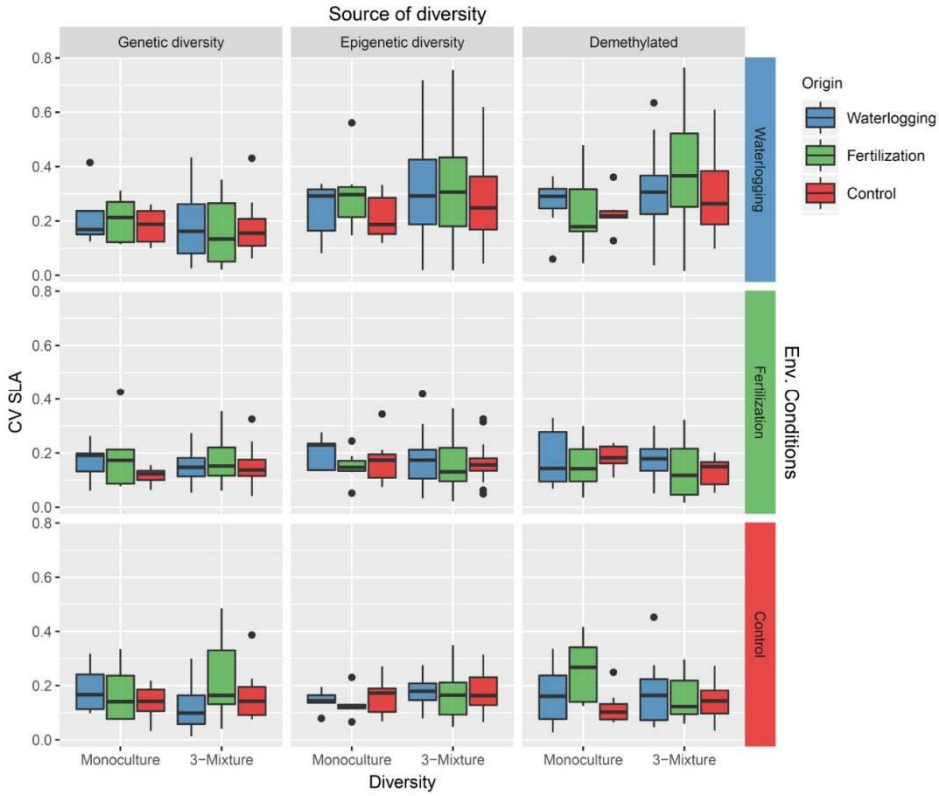 Source of diversity
Genetic diversity
Epigenetic diversity
Demethylated
0.8
0.6
0.4
0.2
0.0
Waterlogging
0.8
0.6
0.4
0.2
0.0
Fertilization
0.8
0.6
0.4
0.2
0.0
Control
CV SLA
Env. Conditions
Monoculture
3-Mixture
Monoculture
3-Mixture
Monoculture
3-Mixture
Diversity
Origin
Waterlogging
Fertilization
Control